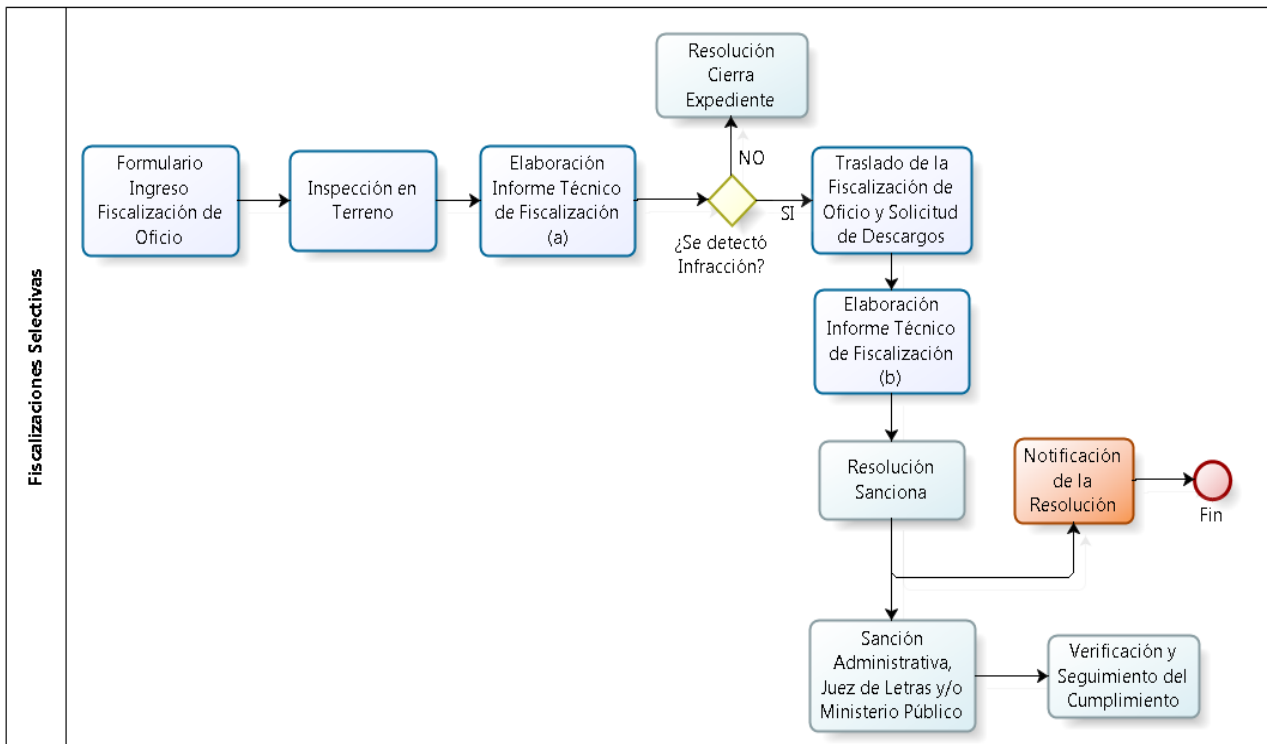 Fiscalizaciones Selectivas
Resolución
Cierra
Expediente
Formulario
Ingreso
Fiscalización de
Oficio
Inspección en
Terreno
Elaboración
Informe Técnico
de Fiscalización
(a)
NO
SI
¿Se detectó
Infracción?
Traslado de la
Fiscalización de
Oficio y Solicitud
de Descargos
Elaboración
Informe Técnico
de Fiscalización
(b)
Resolución
Sanciona
Notificación
de la
Resolución
Fin
Sanción
Administrativa,
Juez de Letras y/o
Ministerio Público
Verificación y
Seguimiento del
Cumplimiento